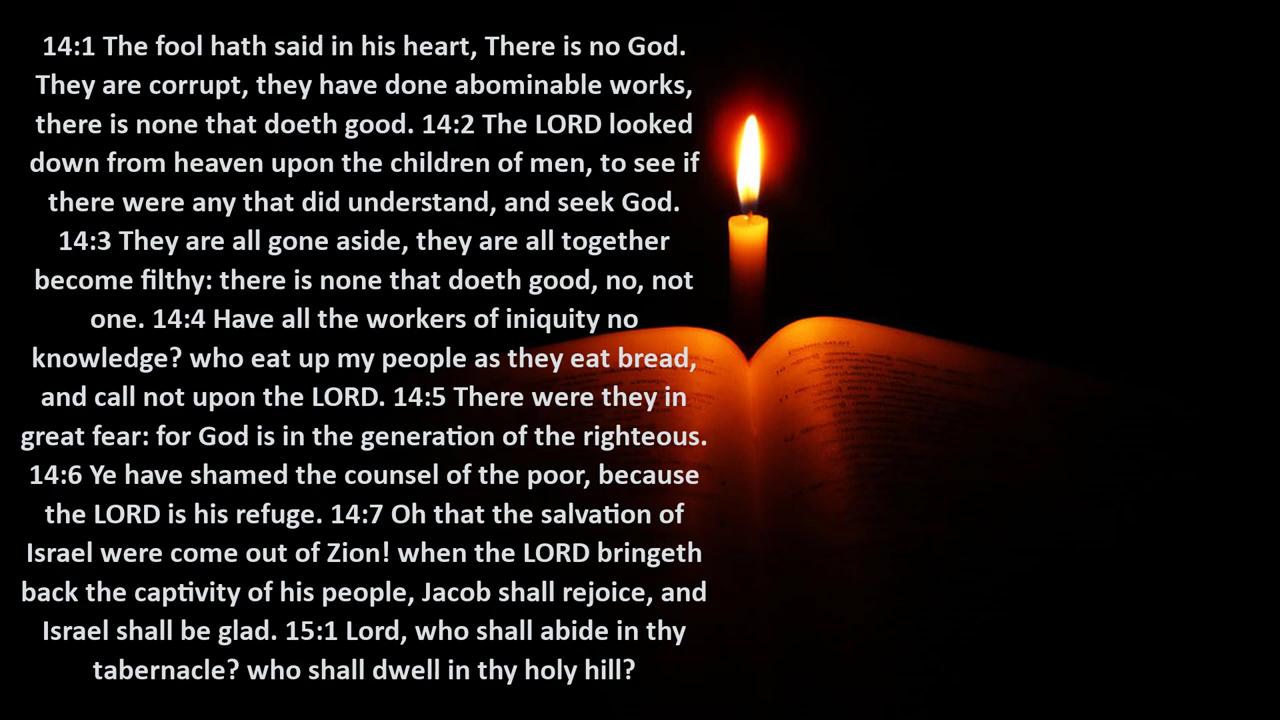 14:1 The fool hath said in his heart, There is no God.
They are corrupt, they have done abominable works,
there is none that doeth good. 14:2 The LORD looked
down from heaven upon the children of men, to see if
there were any that did understand, and seek God.
14:3 They are all gone aside, they are all together
become filthy: there is none that doeth good, no, not
one. 14:4 Have all the workers of iniquity no
knowledge? who eat up my people as they eat bread,
and call not upon the LORD. 14:5 There were they in
great fear: for God is in the generation of the righteous.
14:6 Ye have shamed the counsel of the poor, because
the LORD is his refuge. 14:7 Oh that the salvation of
Israel were come out of Zion! when the LORD bringeth
back the captivity of his people, Jacob shall rejoice, and
Israel shall be glad. 15:1 Lord, who shall abide in thy
tabernacle? who shall dwell in thy holy hill?